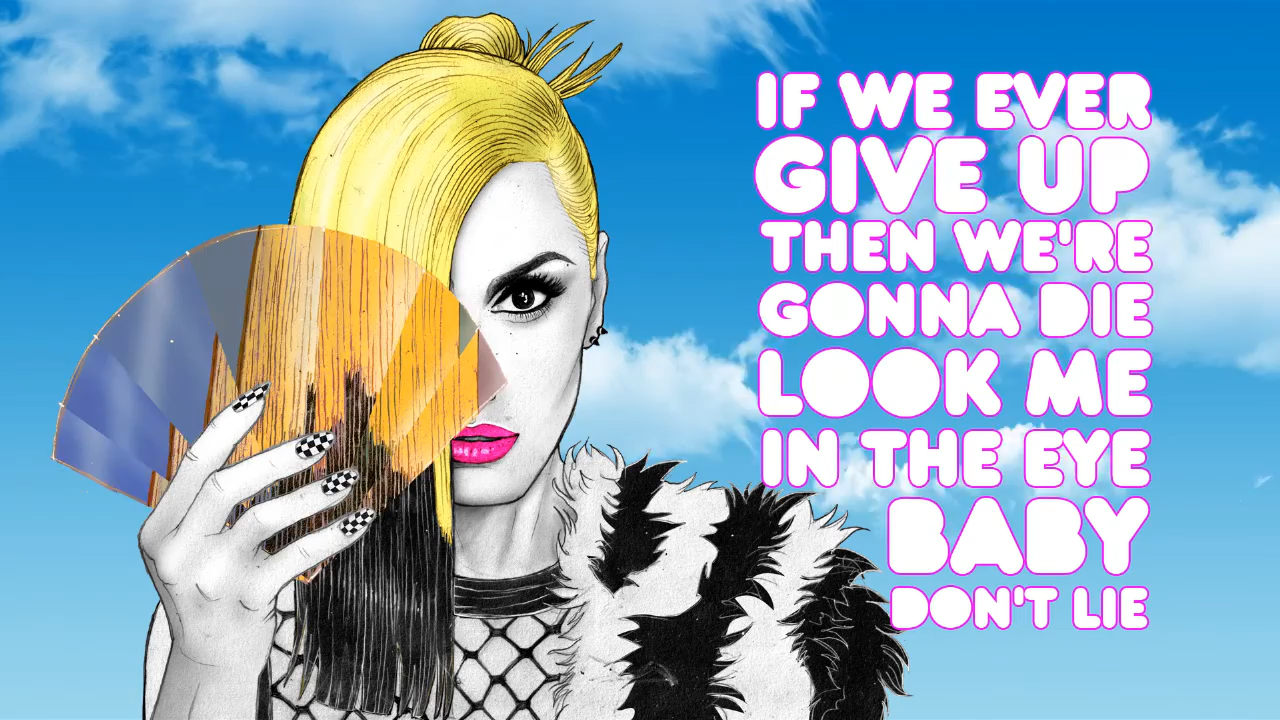 IF WE EVER
GIVE UP
THEN WE'RE
GONNA DIE
LOOK ME
IN THE EYE
BABY
DON'T LIE